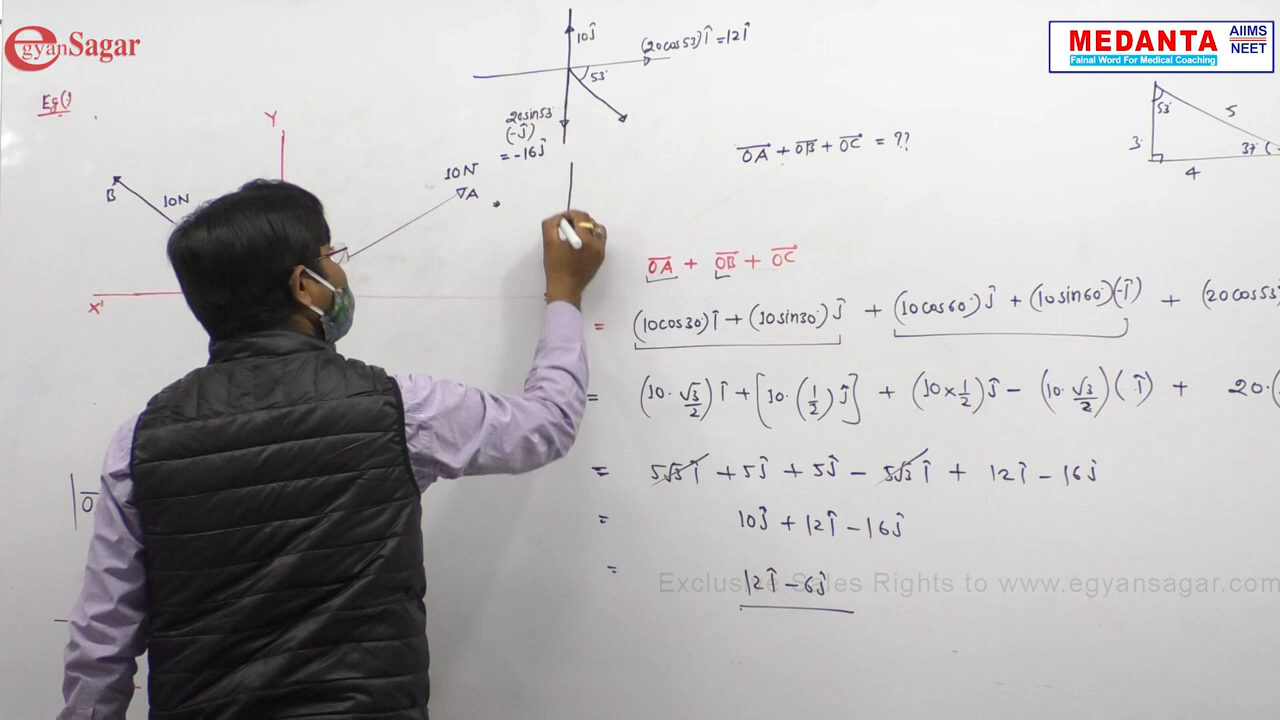 egyanSagar
MEDANTA
AIIMS
NEET
Fainal Word For Medical Coaching
Eg(1)
10ĵ
(20cos53)î=12î
53°
20sin53
(-ĵ)
= -16ĵ
Y
B
10N
10N
A
X'
OA + OB + OC = ??
53°
5
3
37°
4
OA + OB + OC
= (10cos30°)î + (10sin30°)ĵ + (10cos60°)ĵ + (10sin60°)(-î) + (20cos53
= (10·√3/2)î + [10·(1/2)ĵ] + (10×1/2)ĵ - (10·√3/2)(î) + 20·(
= 5√3î + 5ĵ + 5ĵ - 5√3î + 12î - 16ĵ
= 10ĵ + 12î - 16ĵ
= 12î - 6ĵ
Exclusive Sales Rights to www.egyansagar.com